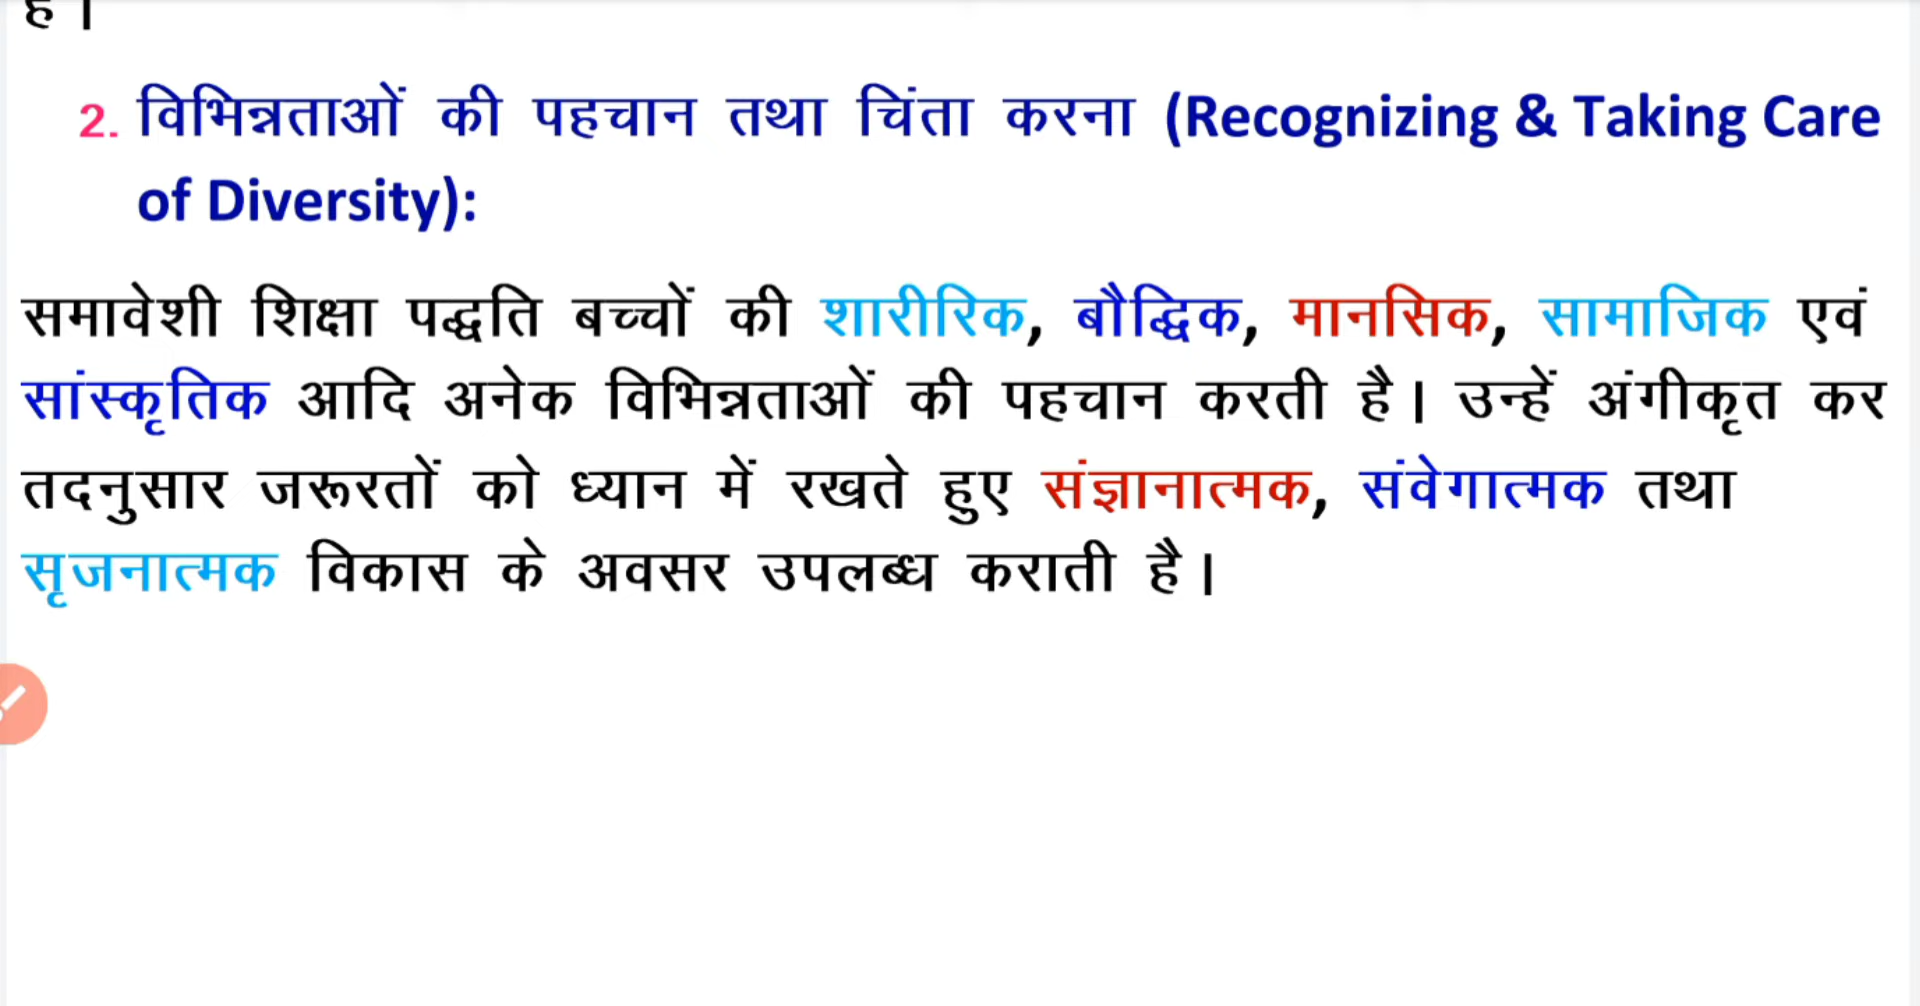 है।
2. विभिन्नताओं की पहचान तथा चिंता करना (Recognizing & Taking Care
of Diversity):
समावेशी शिक्षा पद्धति बच्चों की शारीरिक, बौद्धिक, मानसिक, सामाजिक एवं
सांस्कृतिक आदि अनेक विभिन्नताओं की पहचान करती है। उन्हें अंगीकृत कर
तदनुसार जरूरतों को ध्यान में रखते हुए संज्ञानात्मक, संवेगात्मक तथा
सृजनात्मक विकास के अवसर उपलब्ध कराती है।